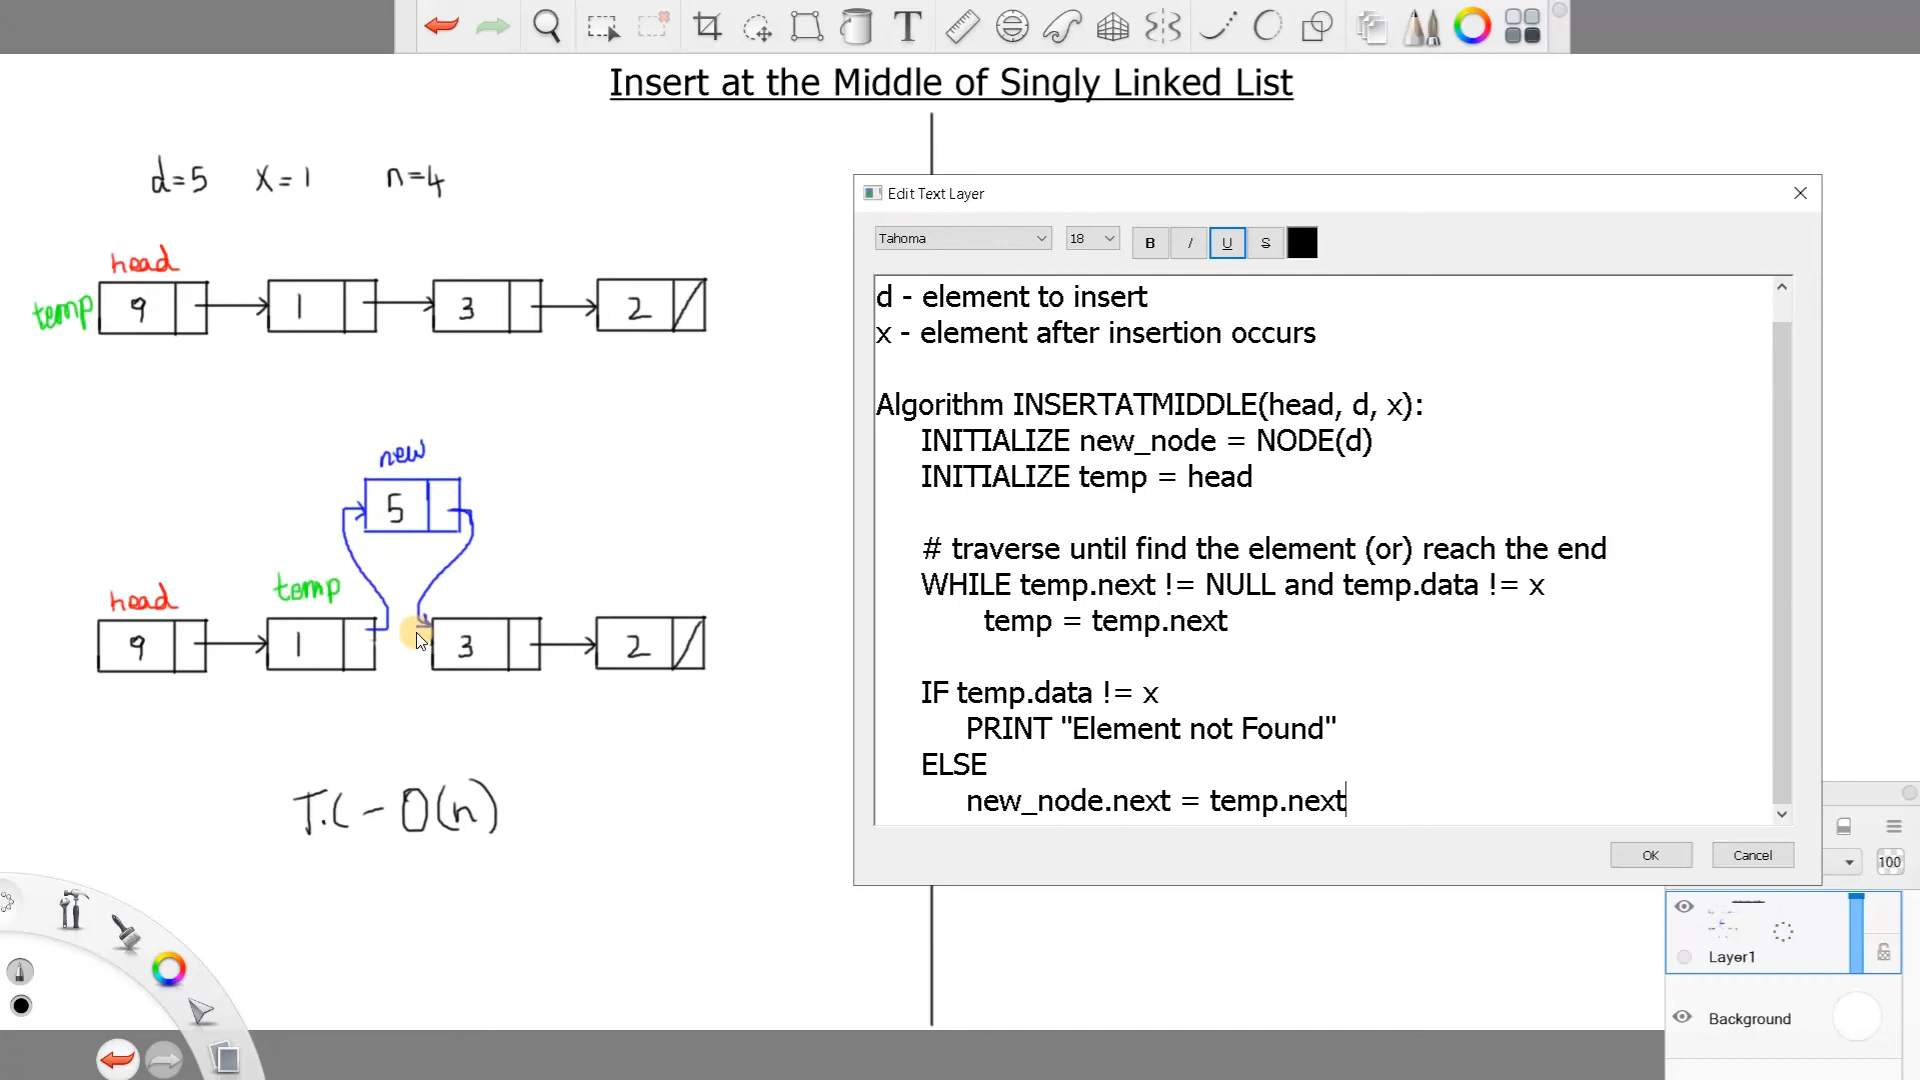 Insert at the Middle of Singly Linked List
d=5 x=1 n=4
head
temp 9 1 3 2
new
5
head temp
9 1 3 2
T.C - O(n)
Edit Text Layer
Tahoma 18 B I U S
d - element to insert
x - element after insertion occurs
Algorithm INSERTATMIDDLE(head, d, x):
INITIALIZE new_node = NODE(d)
INITIALIZE temp = head
# traverse until find the element (or) reach the end
WHILE temp.next != NULL and temp.data != x
temp = temp.next
IF temp.data != x
PRINT "Element not Found"
ELSE
new_node.next = temp.next
OK Cancel
100
Layer1
Background